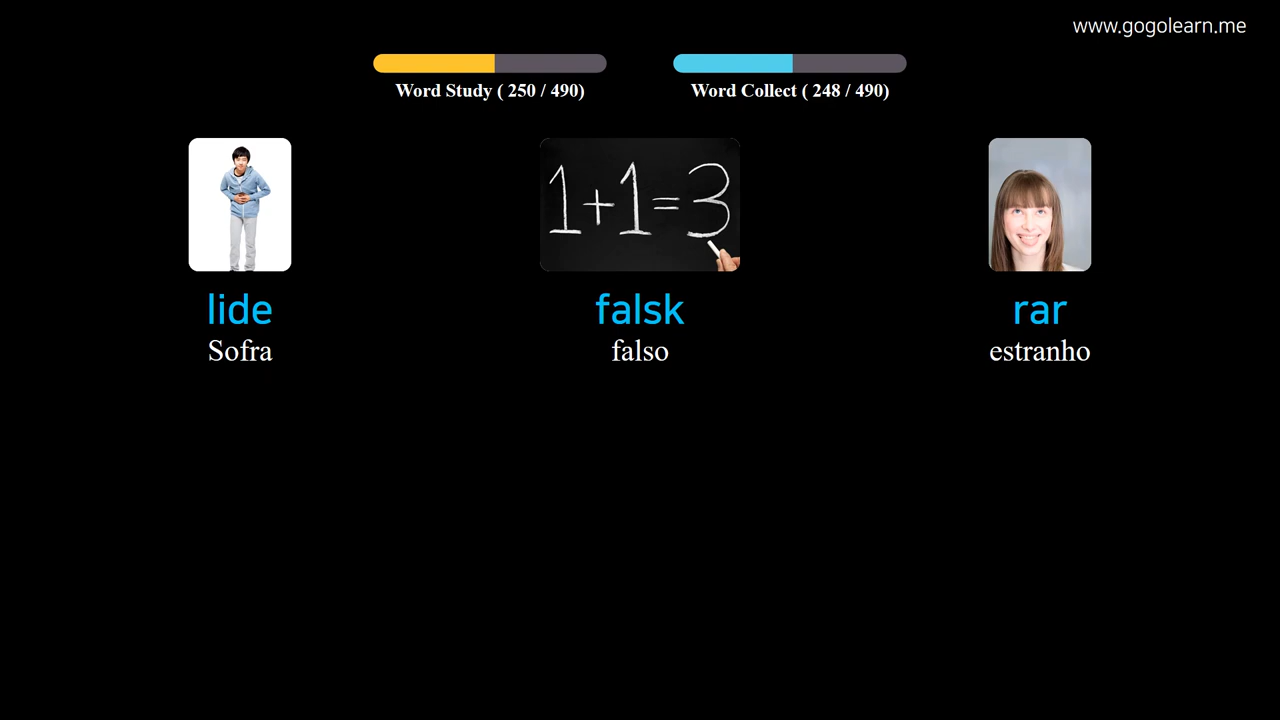 www.gogolearn.me
Word Study ( 250 / 490)
Word Collect ( 248 / 490)
1+1=3
lide
falsk
rar
Sofra
falso
estranho